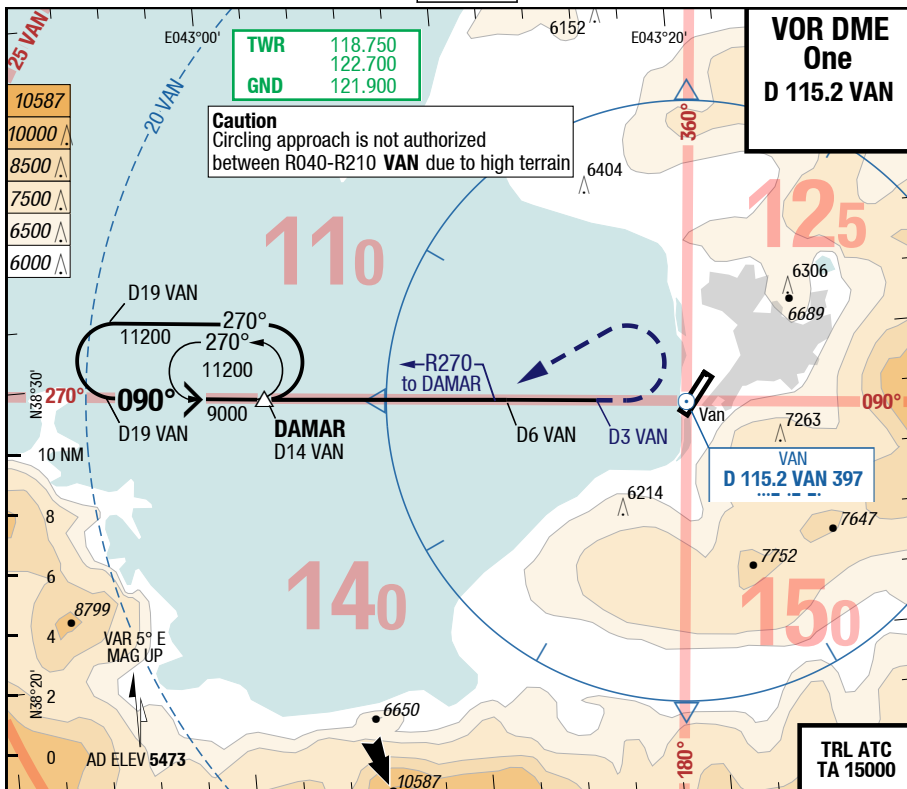 6152
E043°00'
E043°20'
25 VAN
20 VAN
TWR 118.750
122.700
GND 121.900
VOR DME
One
D 115.2 VAN
10587
10000
8500
7500
6500
6000
Caution
Circling approach is not authorized
between R040-R210 VAN due to high terrain
360°
6404
125
110
6306
6689
D19 VAN
11200
270°
270°
11200
R270
to DAMAR
N38°30'
270°
090°
9000
D19 VAN
DAMAR
D14 VAN
D6 VAN
D3 VAN
Van
090°
7263
10 NM
VAN
D 115.2 VAN 397
6214
8
7647
7752
6
140
150
8799
4
VAR 5° E
MAG UP
N38°20'
2
6650
0
AD ELEV 5473
10587
180°
TRL ATC
TA 15000